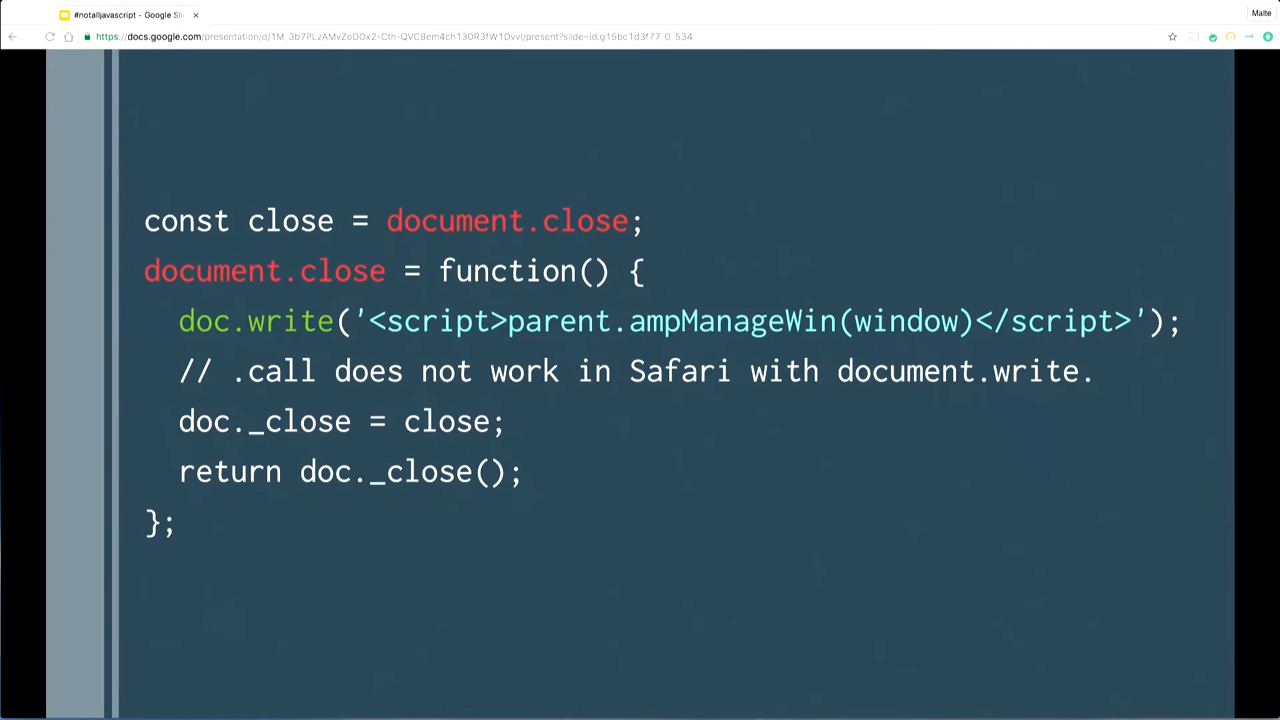 #notalljavascript - Google Sli
Malte
https://docs.google.com/presentation/d/1M_3b7PLzAMvZoDOx2-Cth-QVCBem4ch130R3fW1DvvI/present?slide=id.g15bc1d3f77_0_534
const close = document.close;
document.close = function() {
doc.write('<script>parent.ampManageWin(window)</script>');
// .call does not work in Safari with document.write.
doc._close = close;
return doc._close();
};